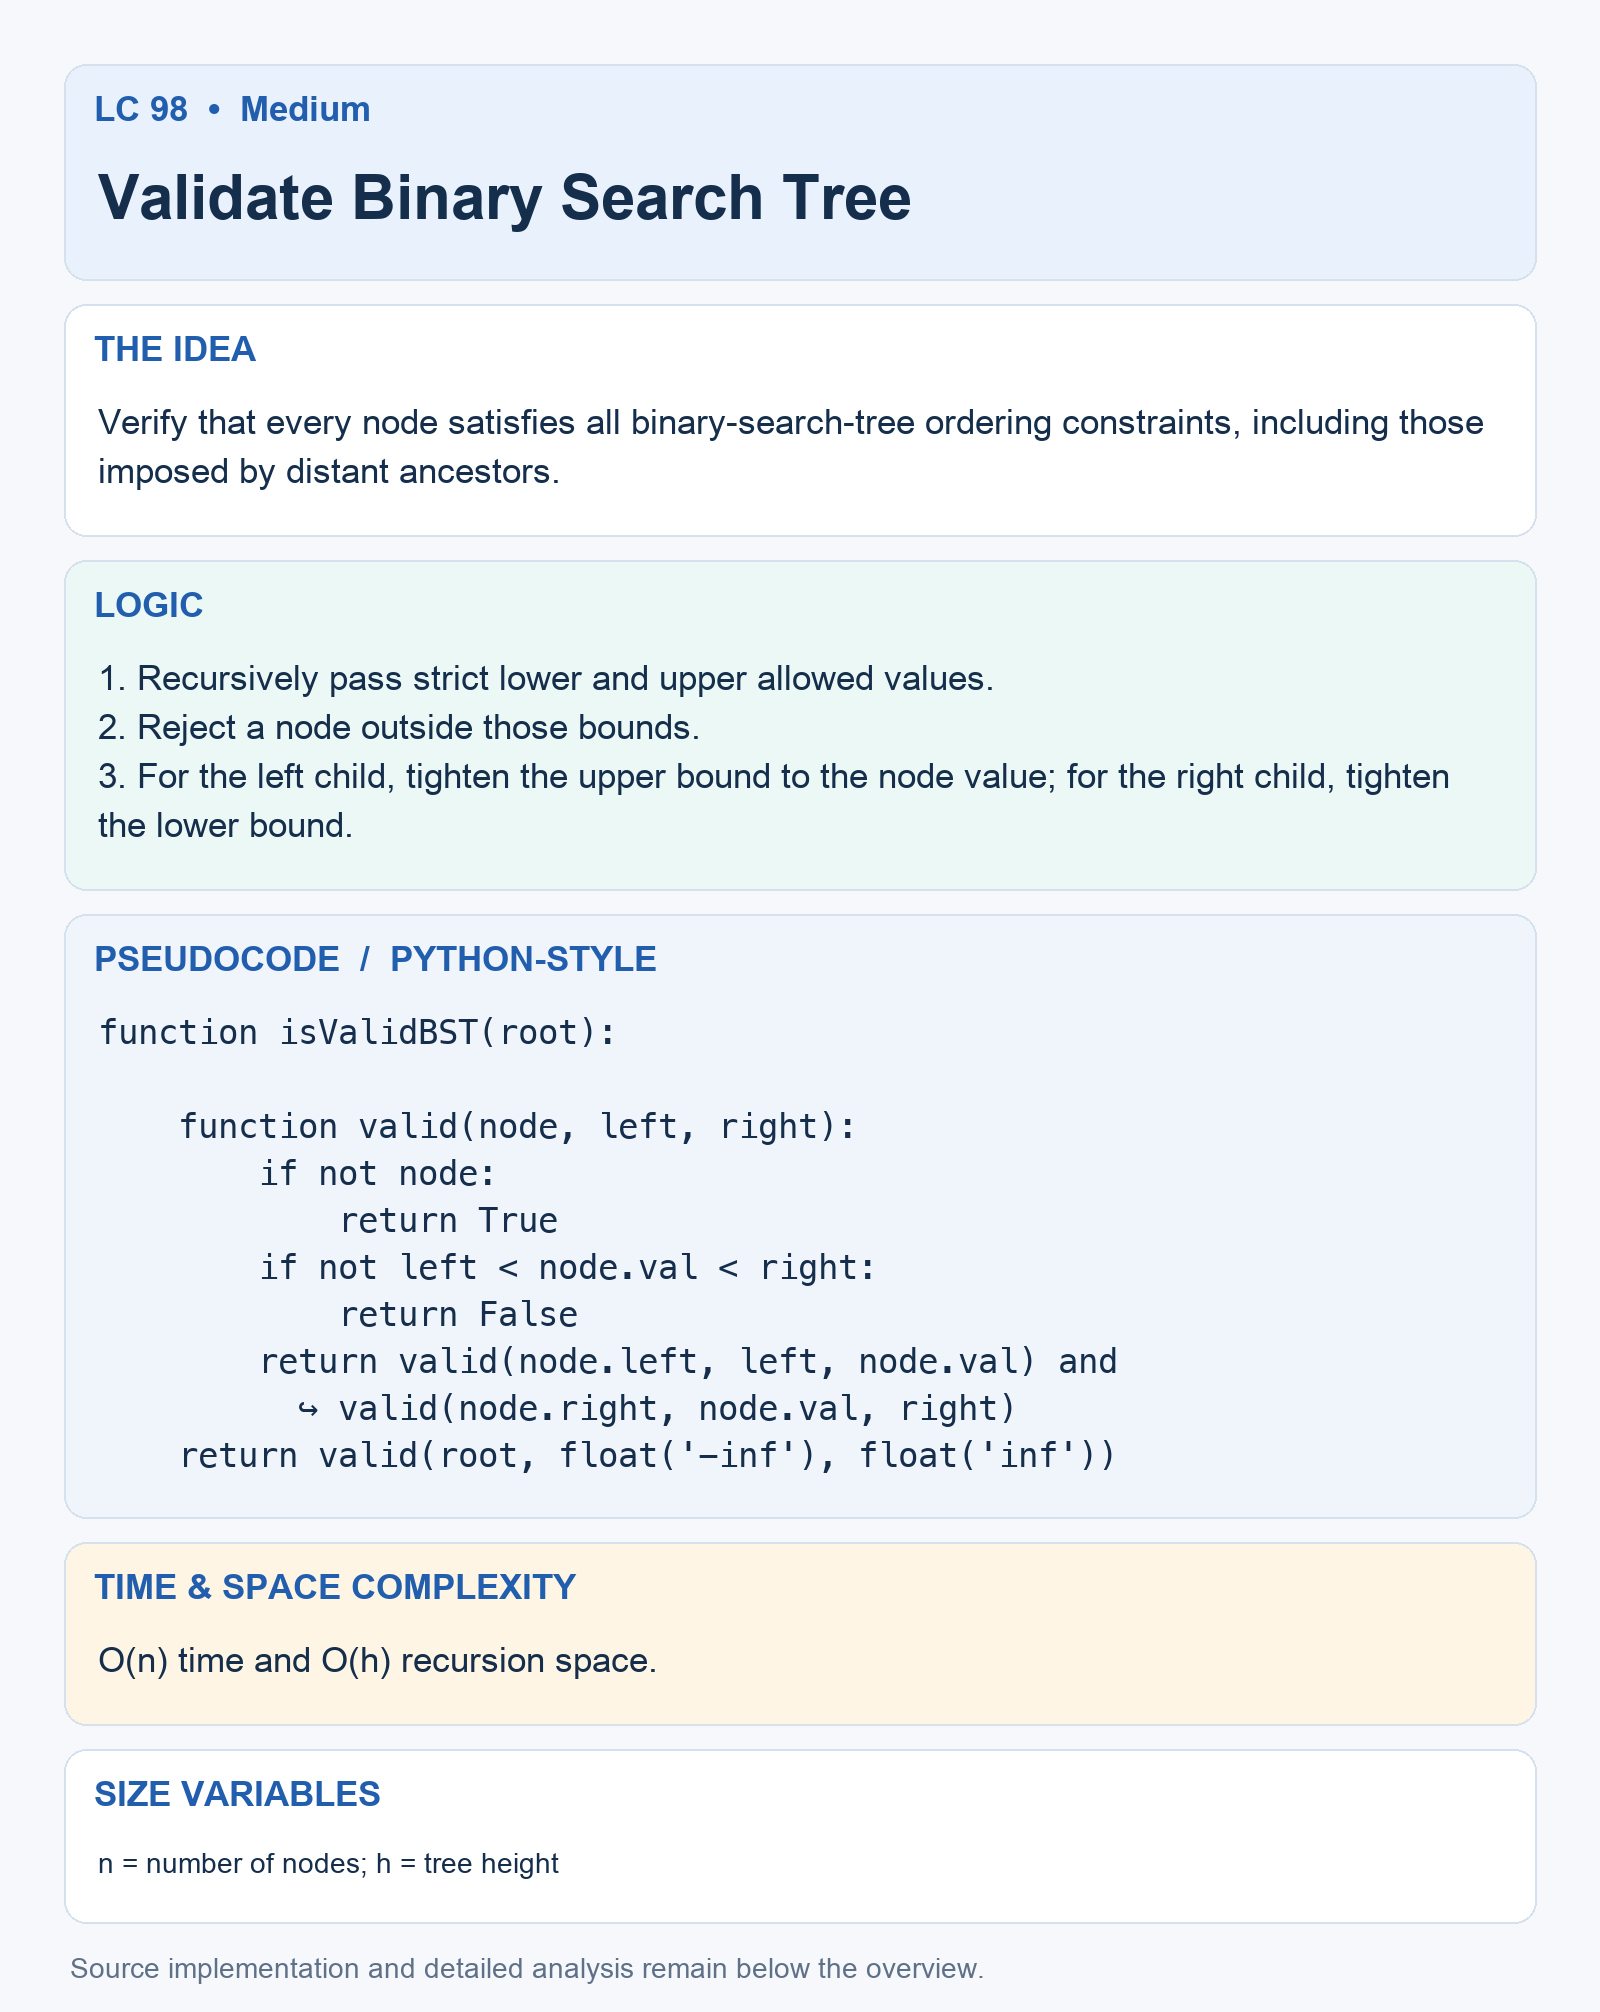 LC 98 • Medium
Validate Binary Search Tree
THE IDEA
Verify that every node satisfies all binary-search-tree ordering constraints, including those
imposed by distant ancestors.
LOGIC
1. Recursively pass strict lower and upper allowed values.
2. Reject a node outside those bounds.
3. For the left child, tighten the upper bound to the node value; for the right child, tighten
the lower bound.
PSEUDOCODE / PYTHON-STYLE
function isValidBST(root):
    function valid(node, left, right):
        if not node:
            return True
        if not left < node.val < right:
            return False
        return valid(node.left, left, node.val) and
          ↪ valid(node.right, node.val, right)
    return valid(root, float('-inf'), float('inf'))
TIME & SPACE COMPLEXITY
O(n) time and O(h) recursion space.
SIZE VARIABLES
n = number of nodes; h = tree height
Source implementation and detailed analysis remain below the overview.